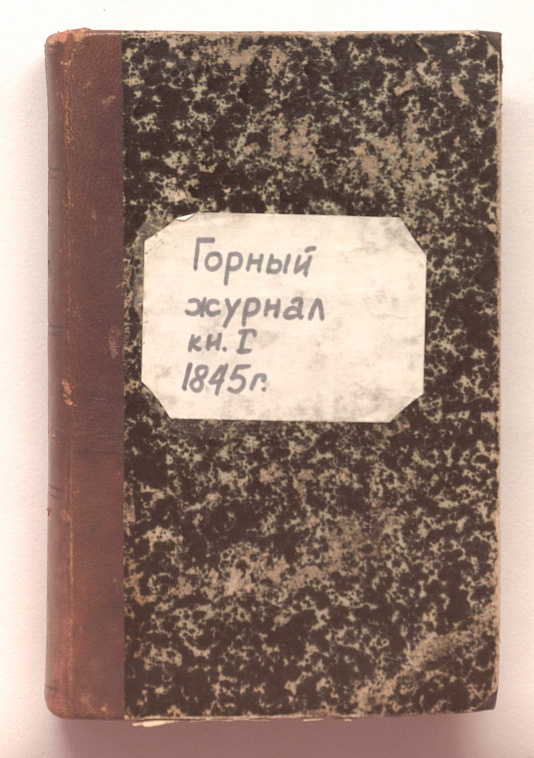 Горный
журнал
кн. I
1845г.